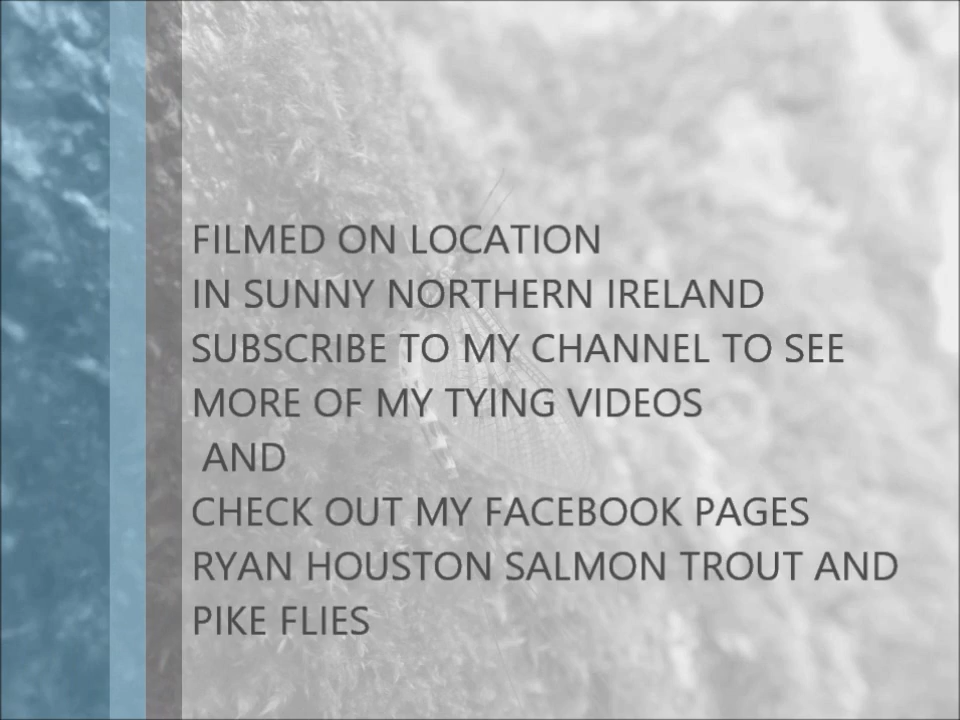 FILMED ON LOCATION
IN SUNNY NORTHERN IRELAND
SUBSCRIBE TO MY CHANNEL TO SEE
MORE OF MY TYING VIDEOS
AND
CHECK OUT MY FACEBOOK PAGES
RYAN HOUSTON SALMON TROUT AND
PIKE FLIES